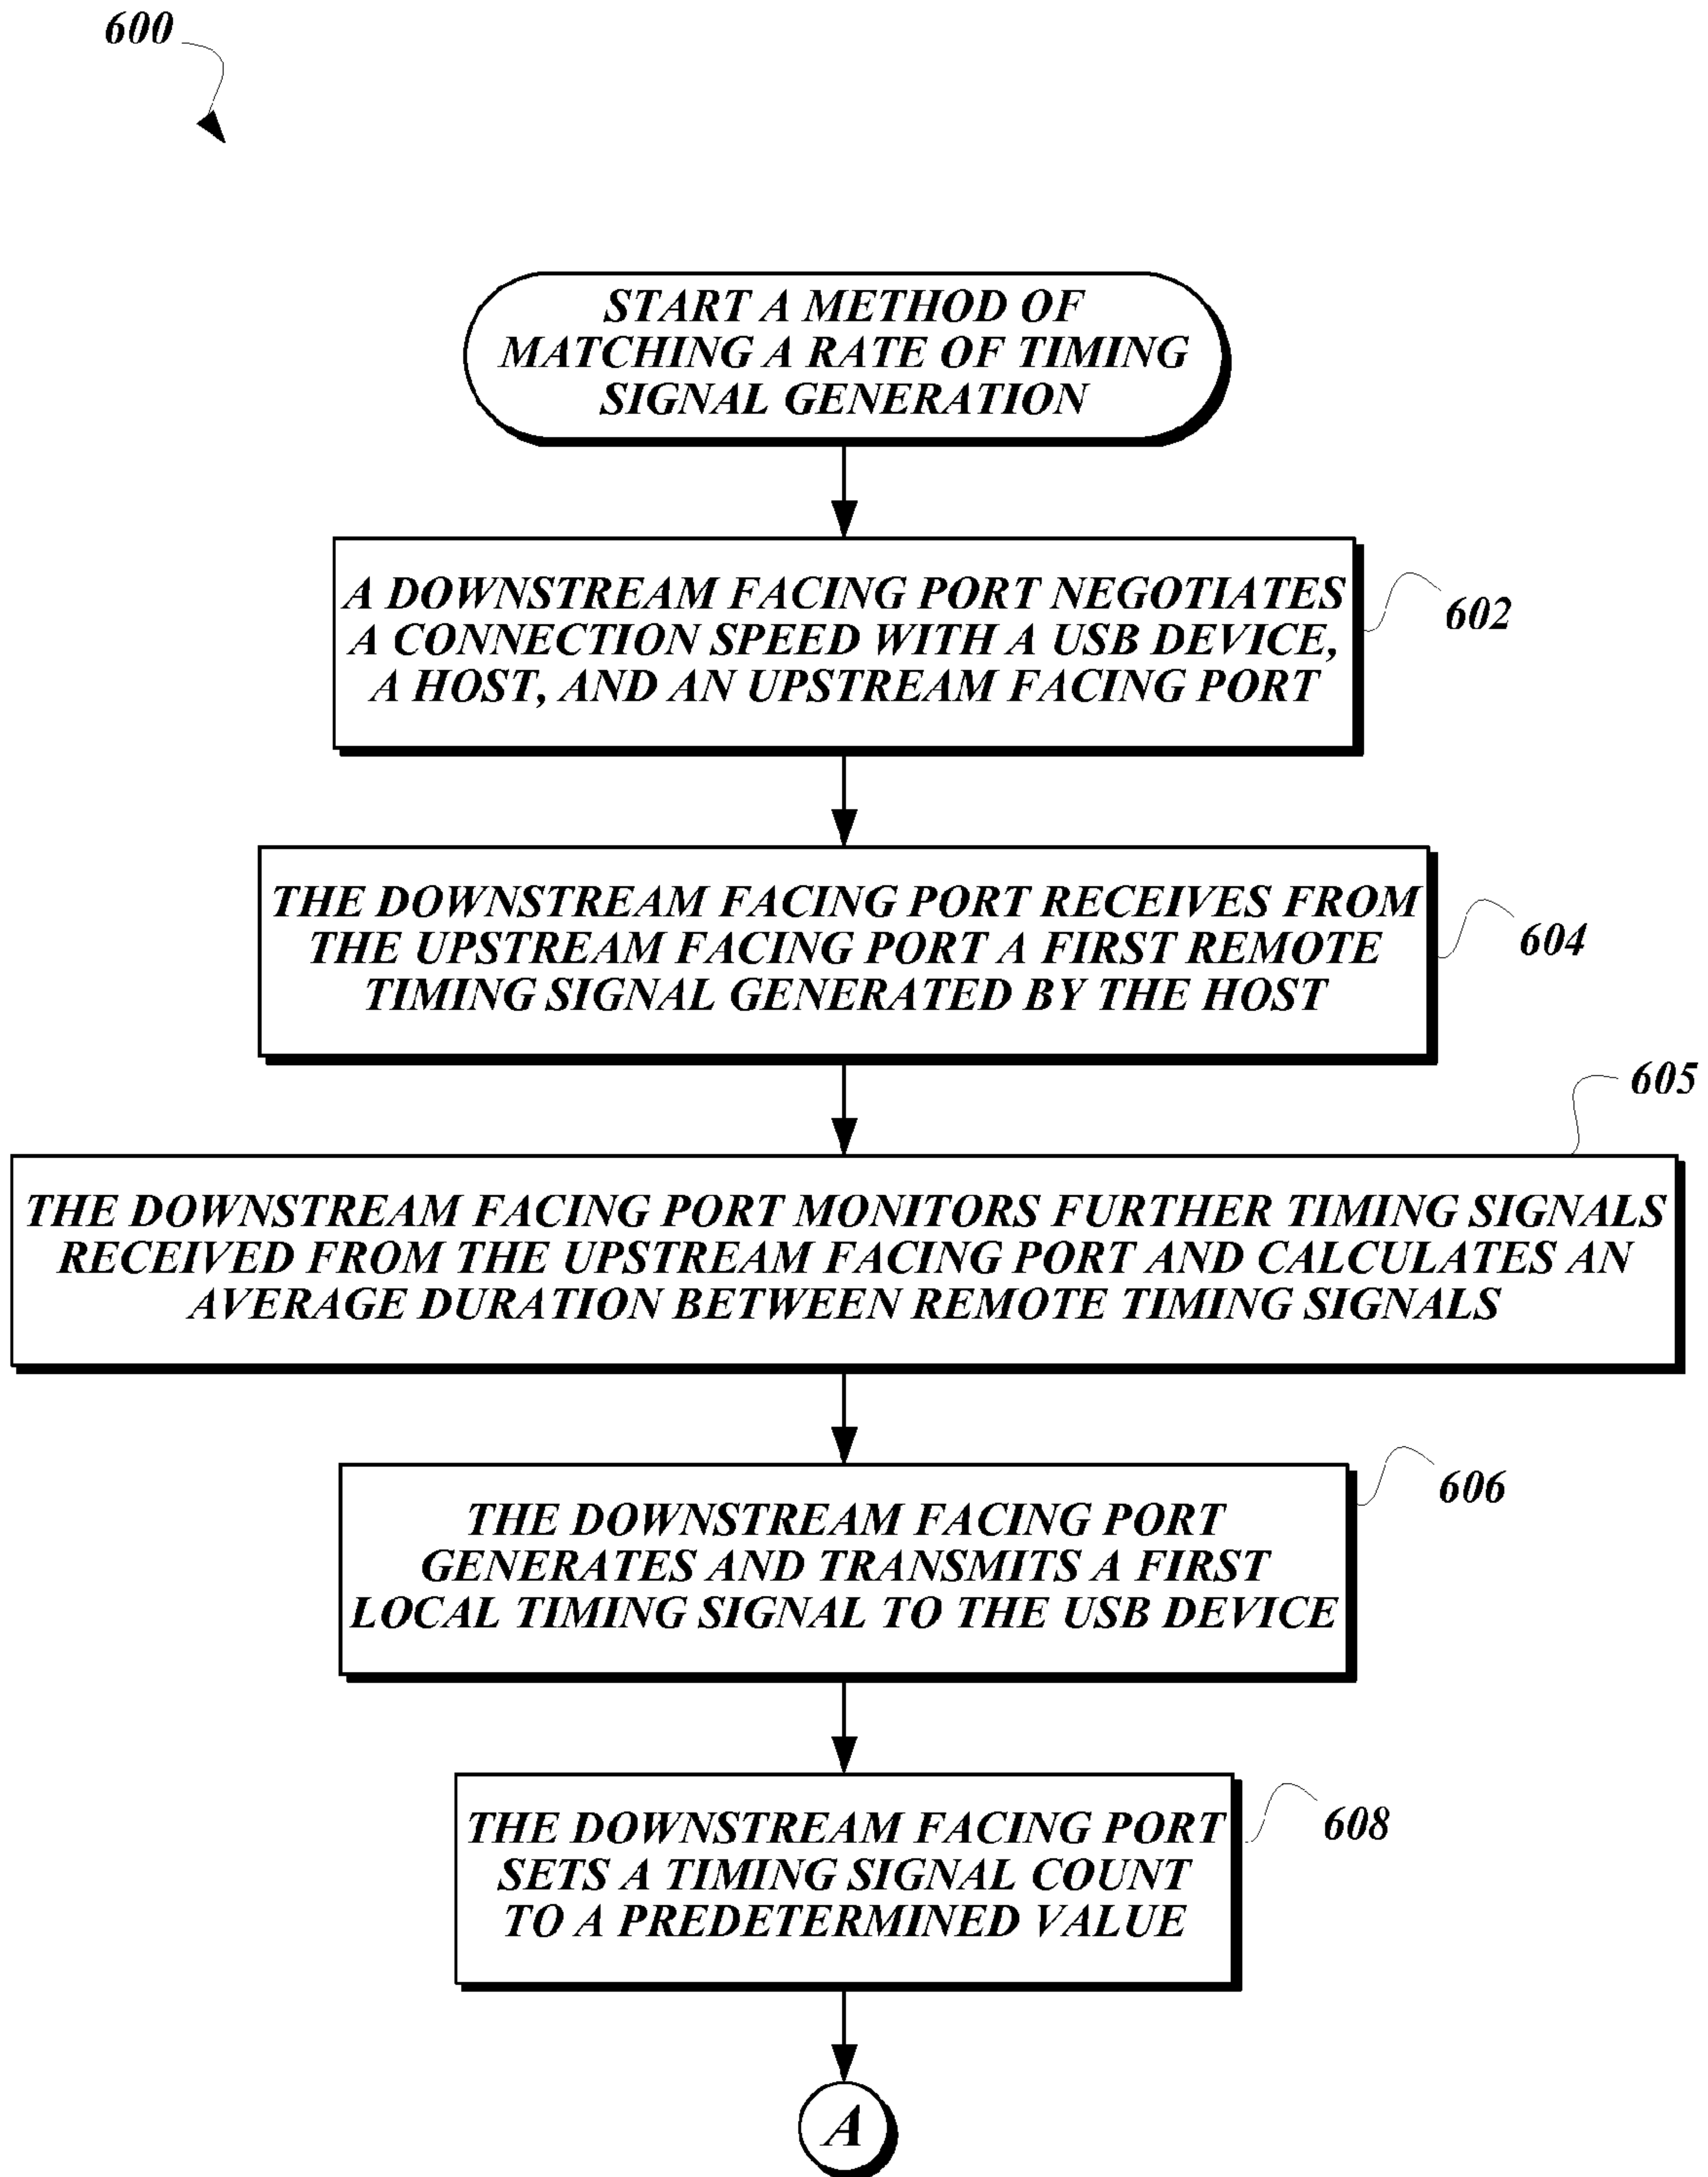 600
START A METHOD OF
MATCHING A RATE OF TIMING
SIGNAL GENERATION
A DOWNSTREAM FACING PORT NEGOTIATES
A CONNECTION SPEED WITH A USB DEVICE,
A HOST, AND AN UPSTREAM FACING PORT
602
THE DOWNSTREAM FACING PORT RECEIVES FROM
THE UPSTREAM FACING PORT A FIRST REMOTE
TIMING SIGNAL GENERATED BY THE HOST
604
605
THE DOWNSTREAM FACING PORT MONITORS FURTHER TIMING SIGNALS
RECEIVED FROM THE UPSTREAM FACING PORT AND CALCULATES AN
AVERAGE DURATION BETWEEN REMOTE TIMING SIGNALS
606
THE DOWNSTREAM FACING PORT
GENERATES AND TRANSMITS A FIRST
LOCAL TIMING SIGNAL TO THE USB DEVICE
608
THE DOWNSTREAM FACING PORT
SETS A TIMING SIGNAL COUNT
TO A PREDETERMINED VALUE
A